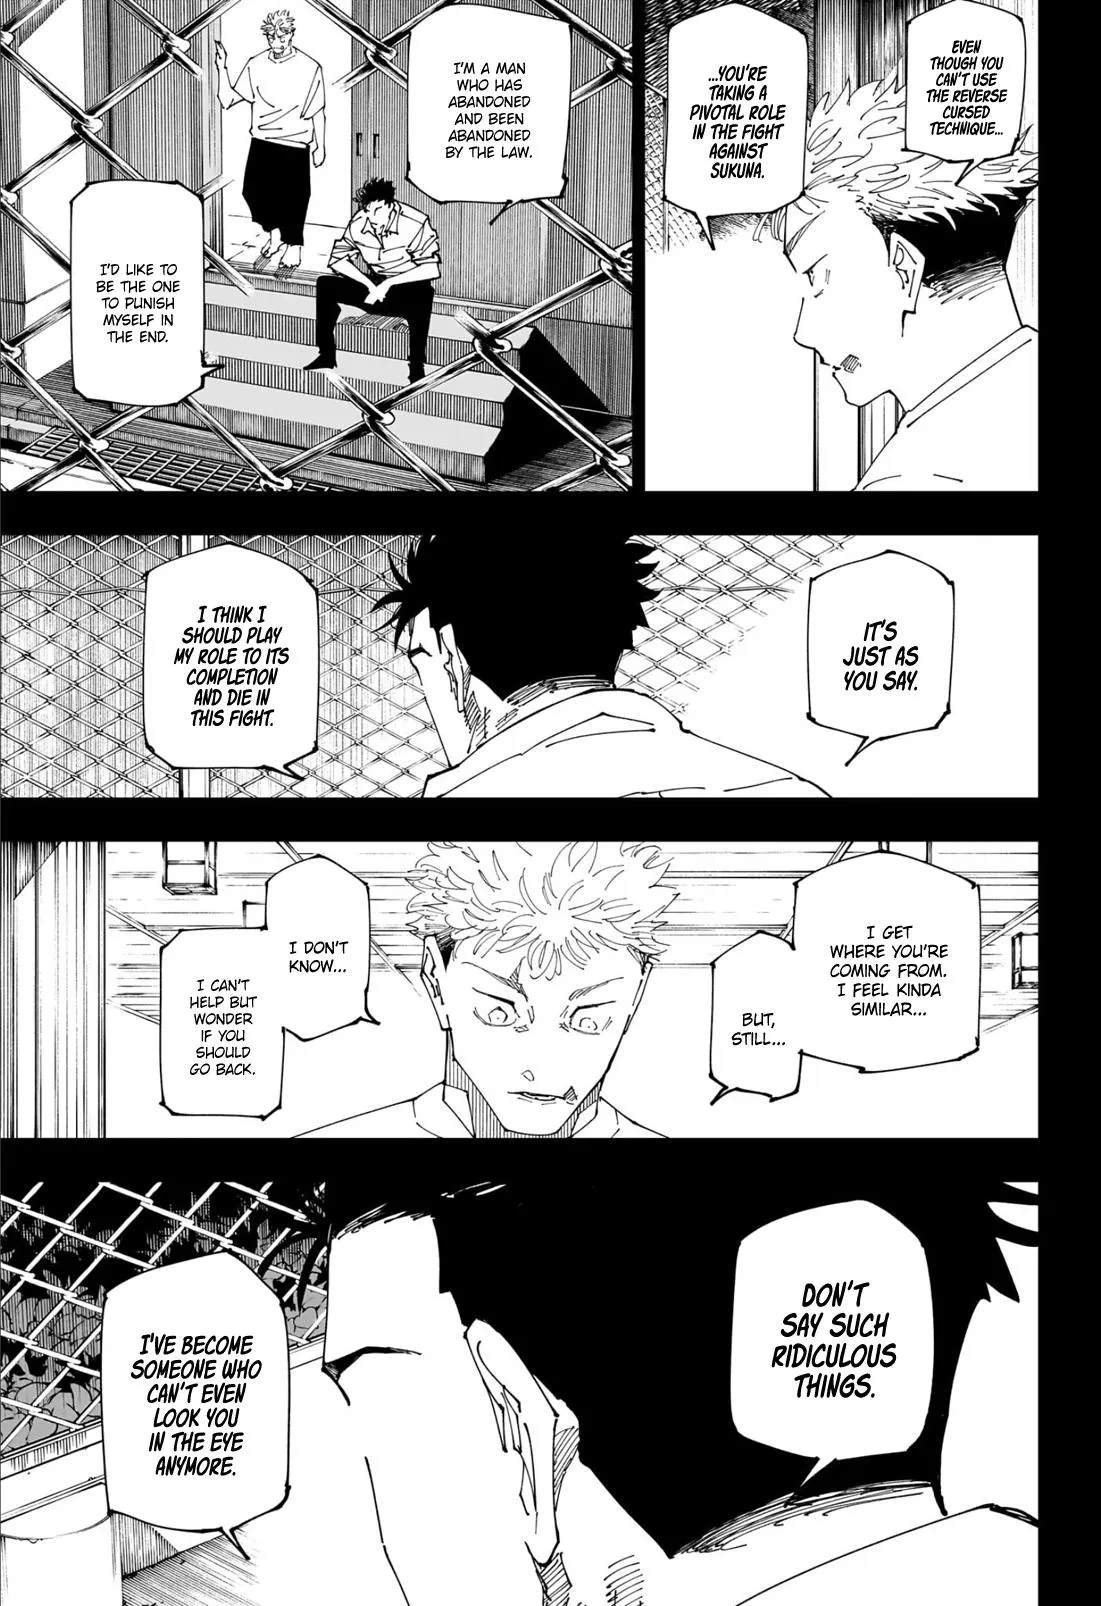 EVEN
THOUGH YOU
CAN'T USE
THE REVERSE
CURSED
TECHNIQUE...
...YOU'RE
TAKING A
PIVOTAL ROLE
IN THE FIGHT
AGAINST
SUKUNA.
I'M A MAN
WHO HAS
ABANDONED
AND BEEN
ABANDONED
BY THE LAW.
I'D LIKE TO
BE THE ONE
TO PUNISH
MYSELF IN
THE END.
IT'S
JUST AS
YOU SAY.
I THINK I
SHOULD PLAY
MY ROLE TO ITS
COMPLETION
AND DIE IN
THIS FIGHT.
I GET
WHERE YOU'RE
COMING FROM.
I FEEL KINDA
SIMILAR...
BUT,
STILL...
I DON'T
KNOW...
I CAN'T
HELP BUT
WONDER
IF YOU
SHOULD
GO BACK.
DON'T
SAY SUCH
RIDICULOUS
THINGS.
I'VE BECOME
SOMEONE WHO
CAN'T EVEN
LOOK YOU
IN THE EYE
ANYMORE.